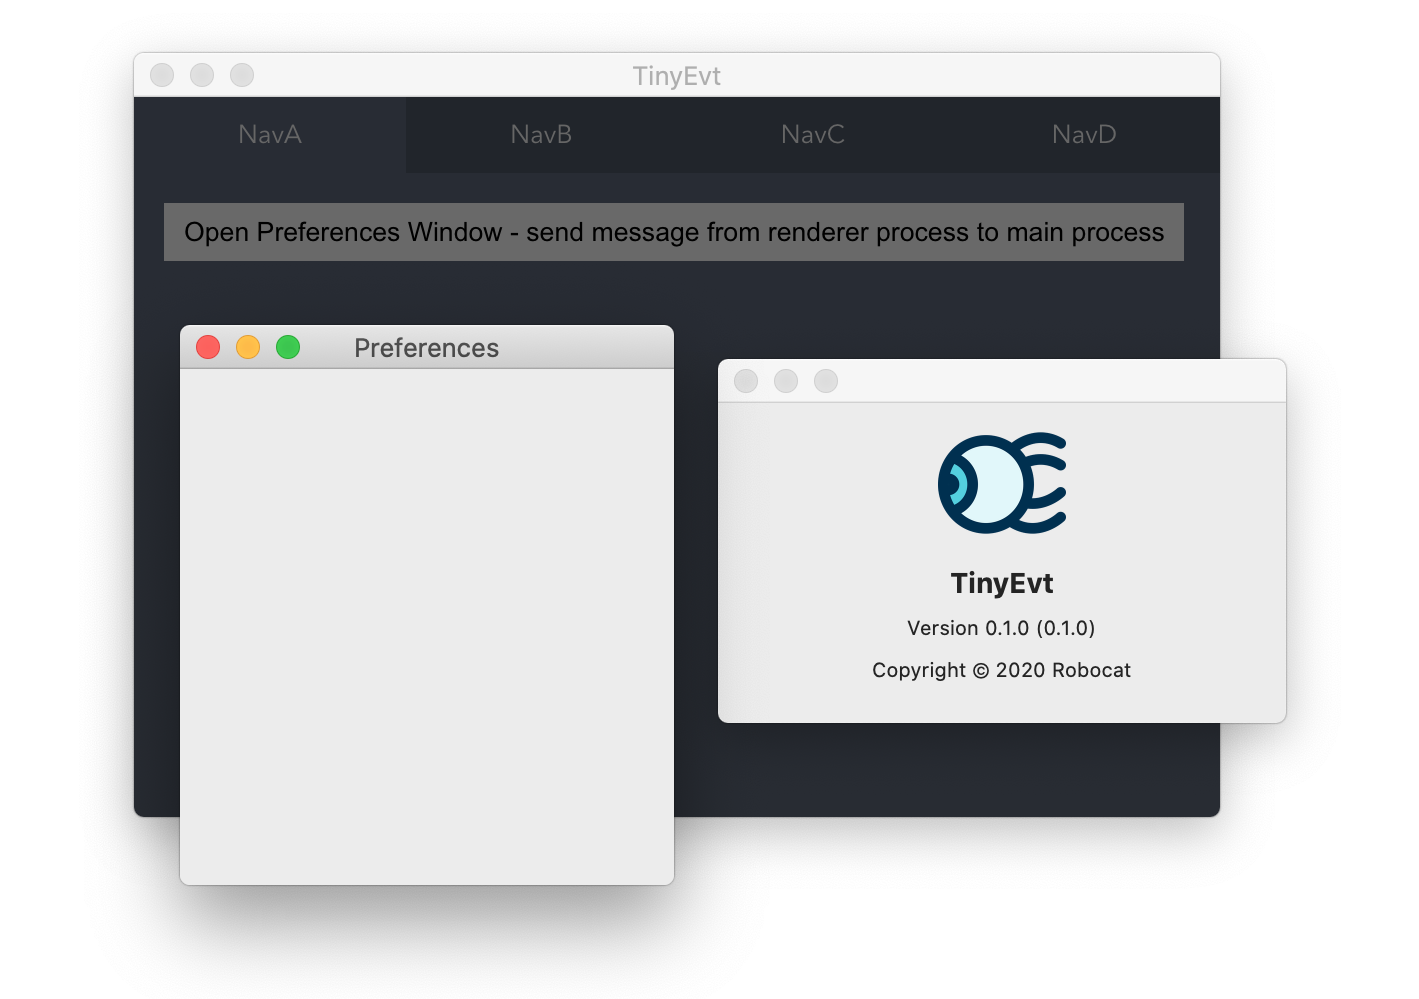 TinyEvt
NavA NavB NavC NavD
Open Preferences Window - send message from renderer process to main process
Preferences
TinyEvt
Version 0.1.0 (0.1.0)
Copyright © 2020 Robocat